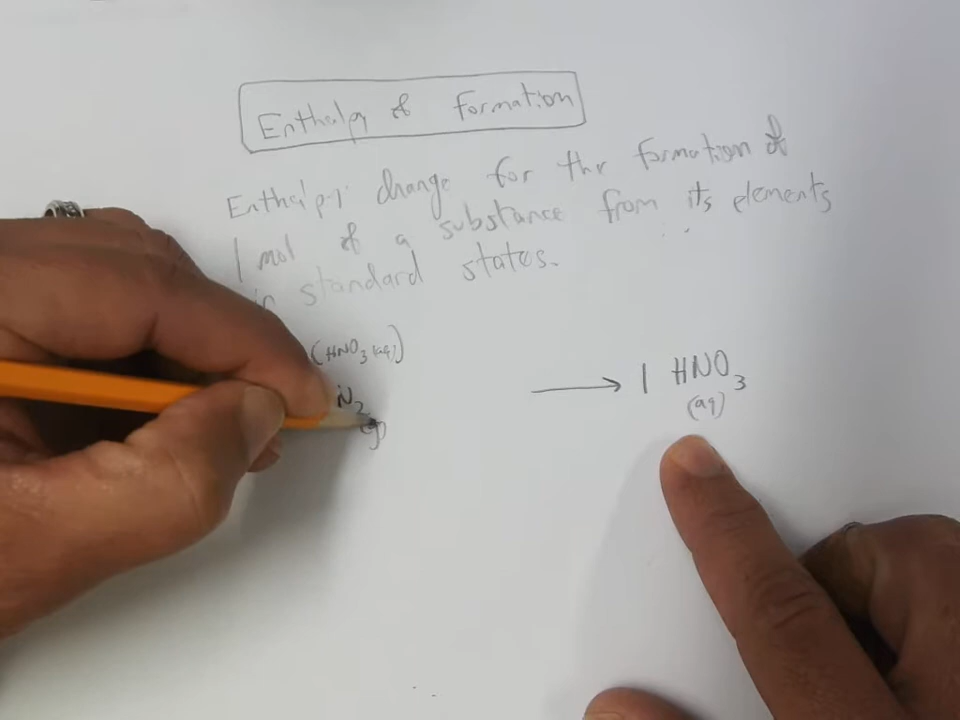 Enthalpy of formation
Enthalpy change for the formation of
1 mol of a substance from its elements
in standard states.
(HNO3 (aq))
N2 (g) ⟶ 1 HNO3 (aq)